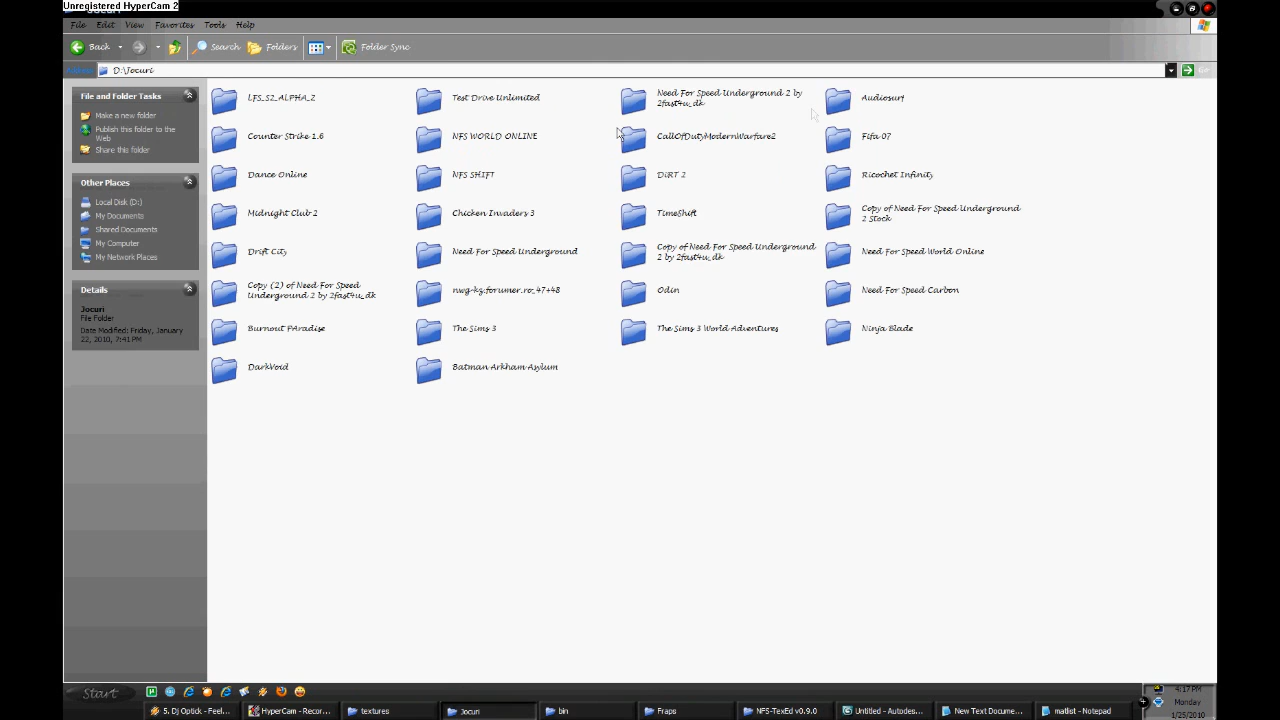 Unregistered HyperCam 2
File Edit View Favorites Tools Help
Back Search Folders Folder Sync
D:\Jocuri
File and Folder Tasks
Make a new folder
Publish this folder to the
Web
Share this folder
Other Places
Local Disk (D:)
My Documents
Shared Documents
My Computer
My Network Places
Details
Jocuri
File Folder
Date Modified: Friday, January
22, 2010, 7:41 PM
LFS_S2_ALPHA_Z
Test Drive Unlimited
Need For Speed Underground 2 by
2fast4u_dk
Audiosurf
Counter Strike 1.6
NFS WORLD ONLINE
CallOfDutyModernWarfare2
Fifa 07
Dance Online
NFS SHIFT
DiRT 2
Ricochet Infinity
Midnight Club 2
Chicken Invaders 3
TimeShift
Copy of Need For Speed Underground
2 Stock
Drift City
Need For Speed Underground
Copy of Need For Speed Underground
2 by 2fast4u_dk
Need For Speed World Online
Copy (2) of Need For Speed
Underground 2 by 2fast4u_dk
nwg-kg.forumer.ro_47+48
Odin
Need For Speed Carbon
Burnout PAradise
The Sims 3
The Sims 3 World Adventures
Ninja Blade
DarkVoid
Batman Arkham Asylum
Start
5. Dj Optick - Feel...
HyperCam - Recor...
textures
Jocuri
bin
Fraps
NFS-TexEd v0.9.0
Untitled - Autodes...
New Text Docume...
matlist - Notepad
4:17 PM
Monday
1/25/2010